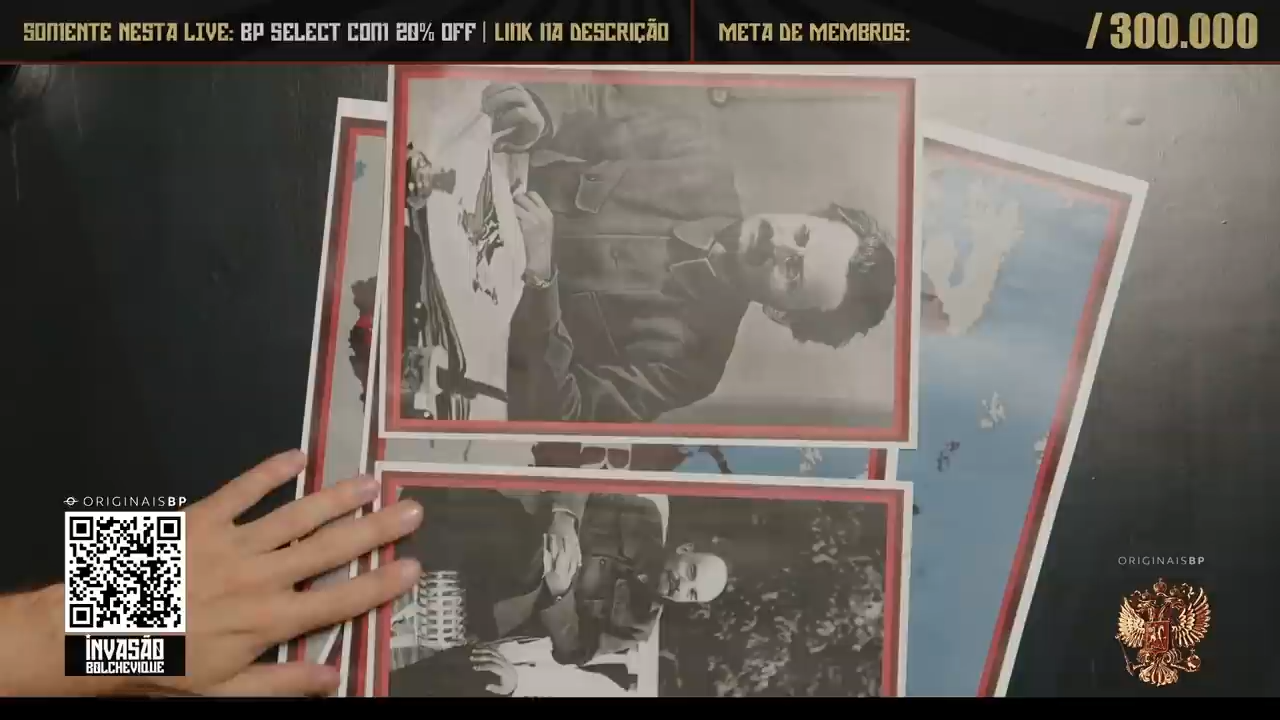 SOMENTE NESTA LIVE: BP SELECT COM 20% OFF | LINK NA DESCRIÇÃO
META DE MEMBROS:
/ 300.000
ORIGINAISBP
INVASÃO
BOLCHEVIQUE
ORIGINAISBP